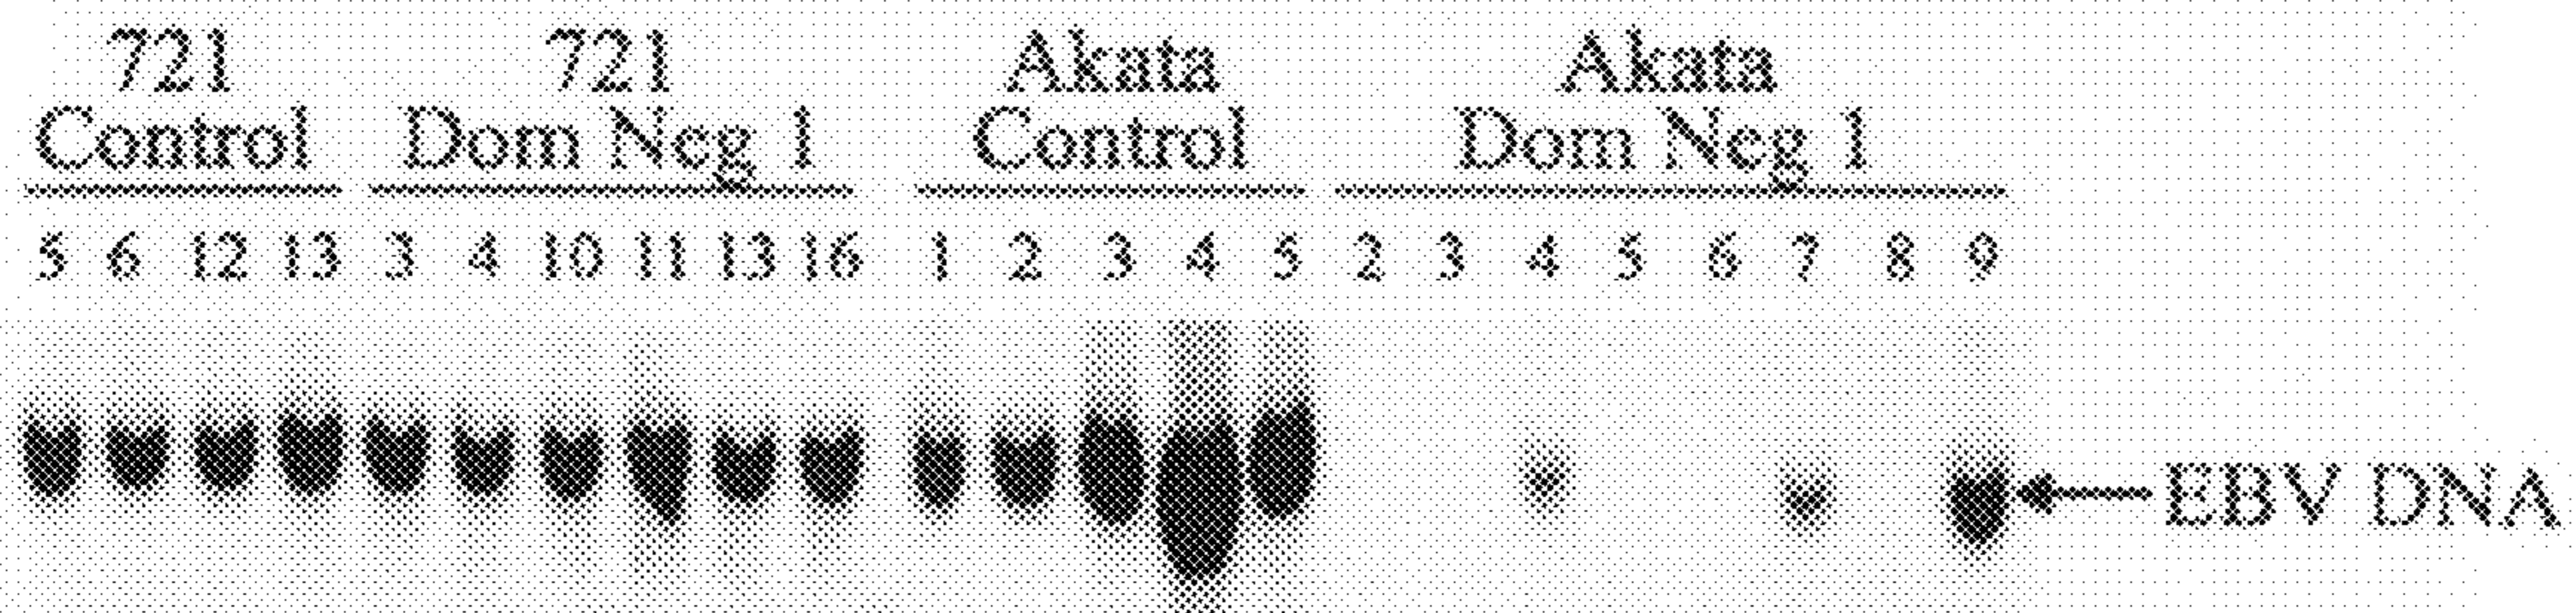 721 721 Akata Akata
Control Dom Neg 1 Control Dom Neg 1
5 6 12 13 3 4 10 11 13 16 1 2 3 4 5 2 3 4 5 6 7 8 9
EBV DNA